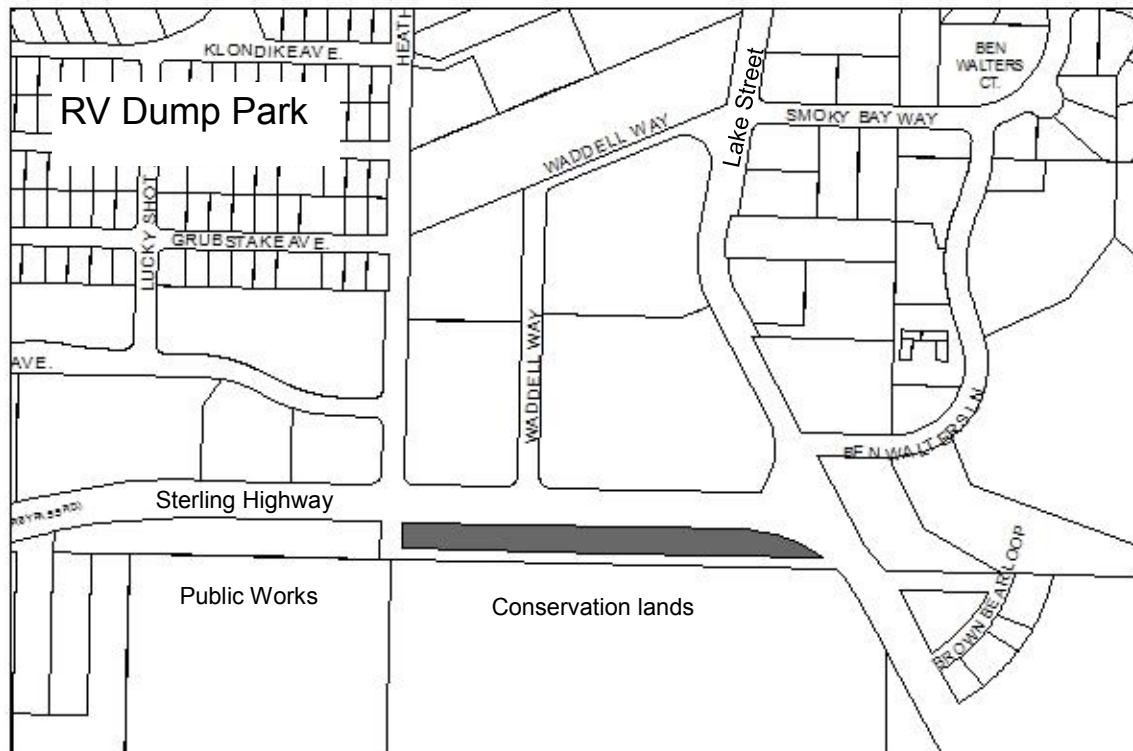 KLONDIKE AVE.
HEATH
BEN
WALTERS
CT.
RV Dump Park
Lake Street
SMOKY BAY WAY
WADDELL WAY
LUCKY SHOT
GRUBSTAKE AVE.
WADDELL WAY
AVE.
BEN WALTERS LN
Sterling Highway
Public Works
Conservation lands
BROWN BEAR LOOP